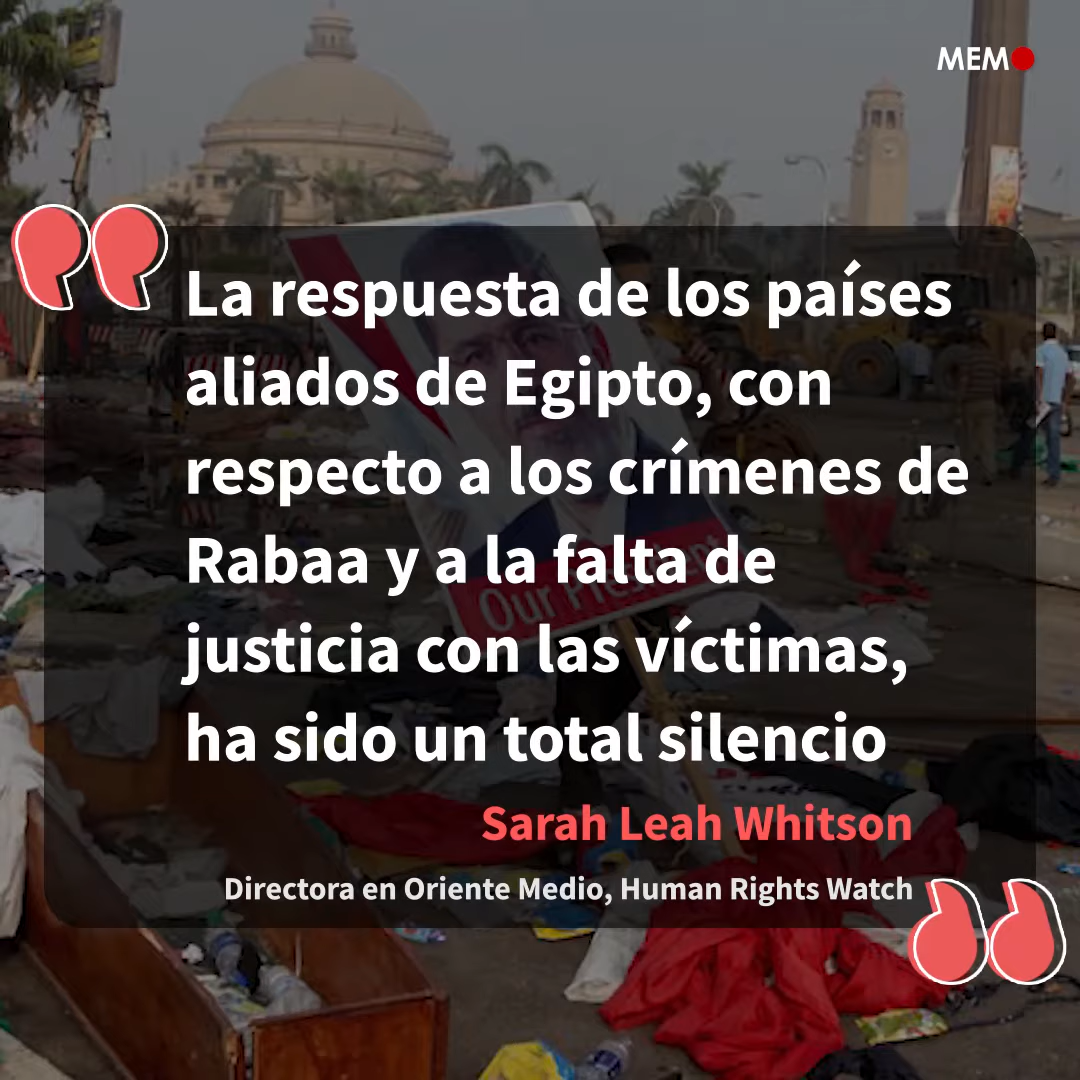 MEMO
La respuesta de los países
aliados de Egipto, con
respecto a los crímenes de
Rabaa y a la falta de
justicia con las víctimas,
ha sido un total silencio
Our President
Sarah Leah Whitson
Directora en Oriente Medio, Human Rights Watch